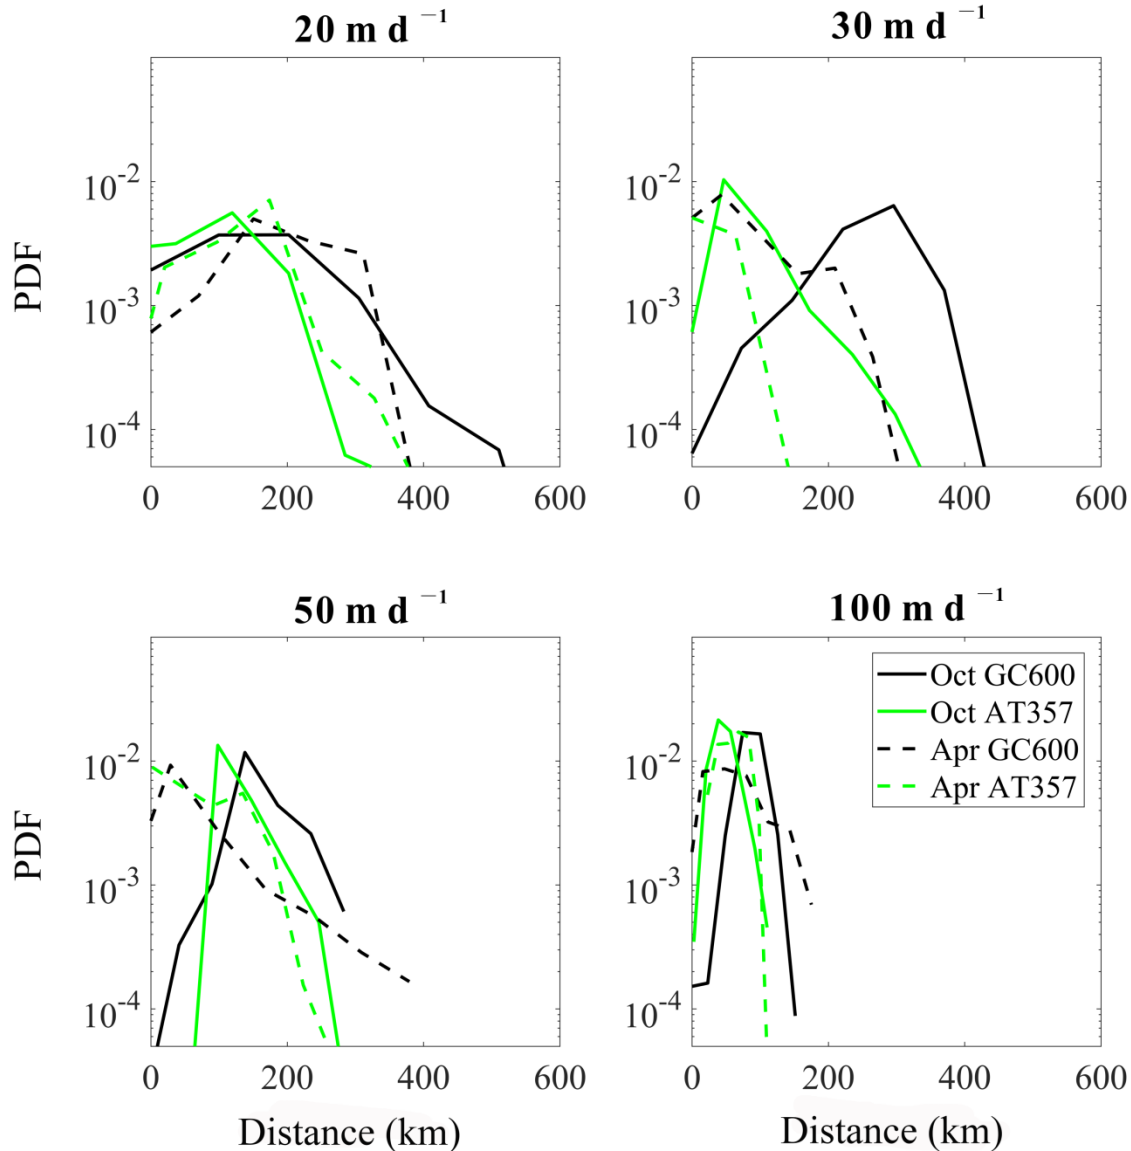 20 m d −1
30 m d −1
PDF
10-2
10-3
10-4
0 200 400 600
10-2
10-3
10-4
0 200 400 600
50 m d −1
100 m d −1
PDF
10-2
10-3
10-4
0 200 400 600
Distance (km)
10-2
10-3
10-4
Oct GC600
Oct AT357
Apr GC600
Apr AT357
0 200 400 600
Distance (km)